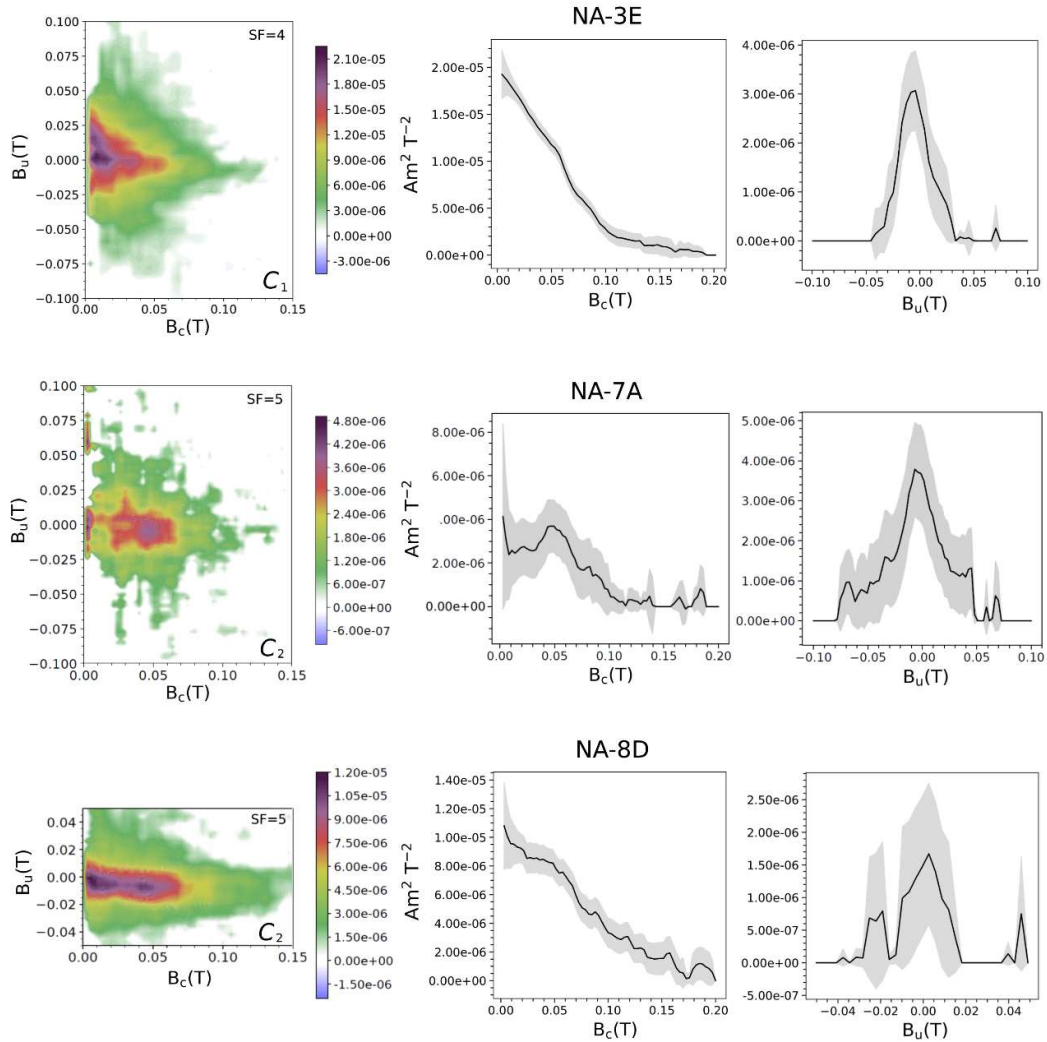 NA-3E
SF=4
0.100
0.075
0.050
0.025
0.000
−0.025
−0.050
−0.075
−0.100
B_u(T)
0.00 0.05 0.10 0.15
B_c(T)
C_1
2.10e-05
1.80e-05
1.50e-05
1.20e-05
9.00e-06
6.00e-06
3.00e-06
0.00e+00
−3.00e-06
Am² T⁻²
2.00e-05
1.50e-05
1.00e-05
5.00e-06
0.00e+00
0.00 0.05 0.10 0.15 0.20
B_c(T)
4.00e-06
3.00e-06
2.00e-06
1.00e-06
0.00e+00
−0.10 −0.05 0.00 0.05 0.10
B_u(T)
NA-7A
SF=5
0.100
0.075
0.050
0.025
0.000
−0.025
−0.050
−0.075
−0.100
B_u(T)
0.00 0.05 0.10 0.15
B_c(T)
C_2
4.80e-06
4.20e-06
3.60e-06
3.00e-06
2.40e-06
1.80e-06
1.20e-06
6.00e-07
0.00e+00
−6.00e-07
Am² T⁻²
8.00e-06
6.00e-06
.00e-06
2.00e-06
0.00e+00
0.00 0.05 0.10 0.15 0.20
B_c(T)
5.00e-06
4.00e-06
3.00e-06
2.00e-06
1.00e-06
0.00e+00
−0.10 −0.05 0.00 0.05 0.10
B_u(T)
NA-8D
SF=5
0.04
0.02
0.00
−0.02
−0.04
B_u(T)
0.00 0.05 0.10 0.15
B_c(T)
C_2
1.20e-05
1.05e-05
9.00e-06
7.50e-06
6.00e-06
4.50e-06
3.00e-06
1.50e-06
0.00e+00
−1.50e-06
Am² T⁻²
1.40e-05
1.20e-05
1.00e-05
8.00e-06
6.00e-06
4.00e-06
2.00e-06
0.00e+00
0.00 0.05 0.10 0.15 0.20
B_c(T)
2.50e-06
2.00e-06
1.50e-06
1.00e-06
5.00e-07
0.00e+00
−5.00e-07
−0.04 −0.02 0.00 0.02 0.04
B_u(T)